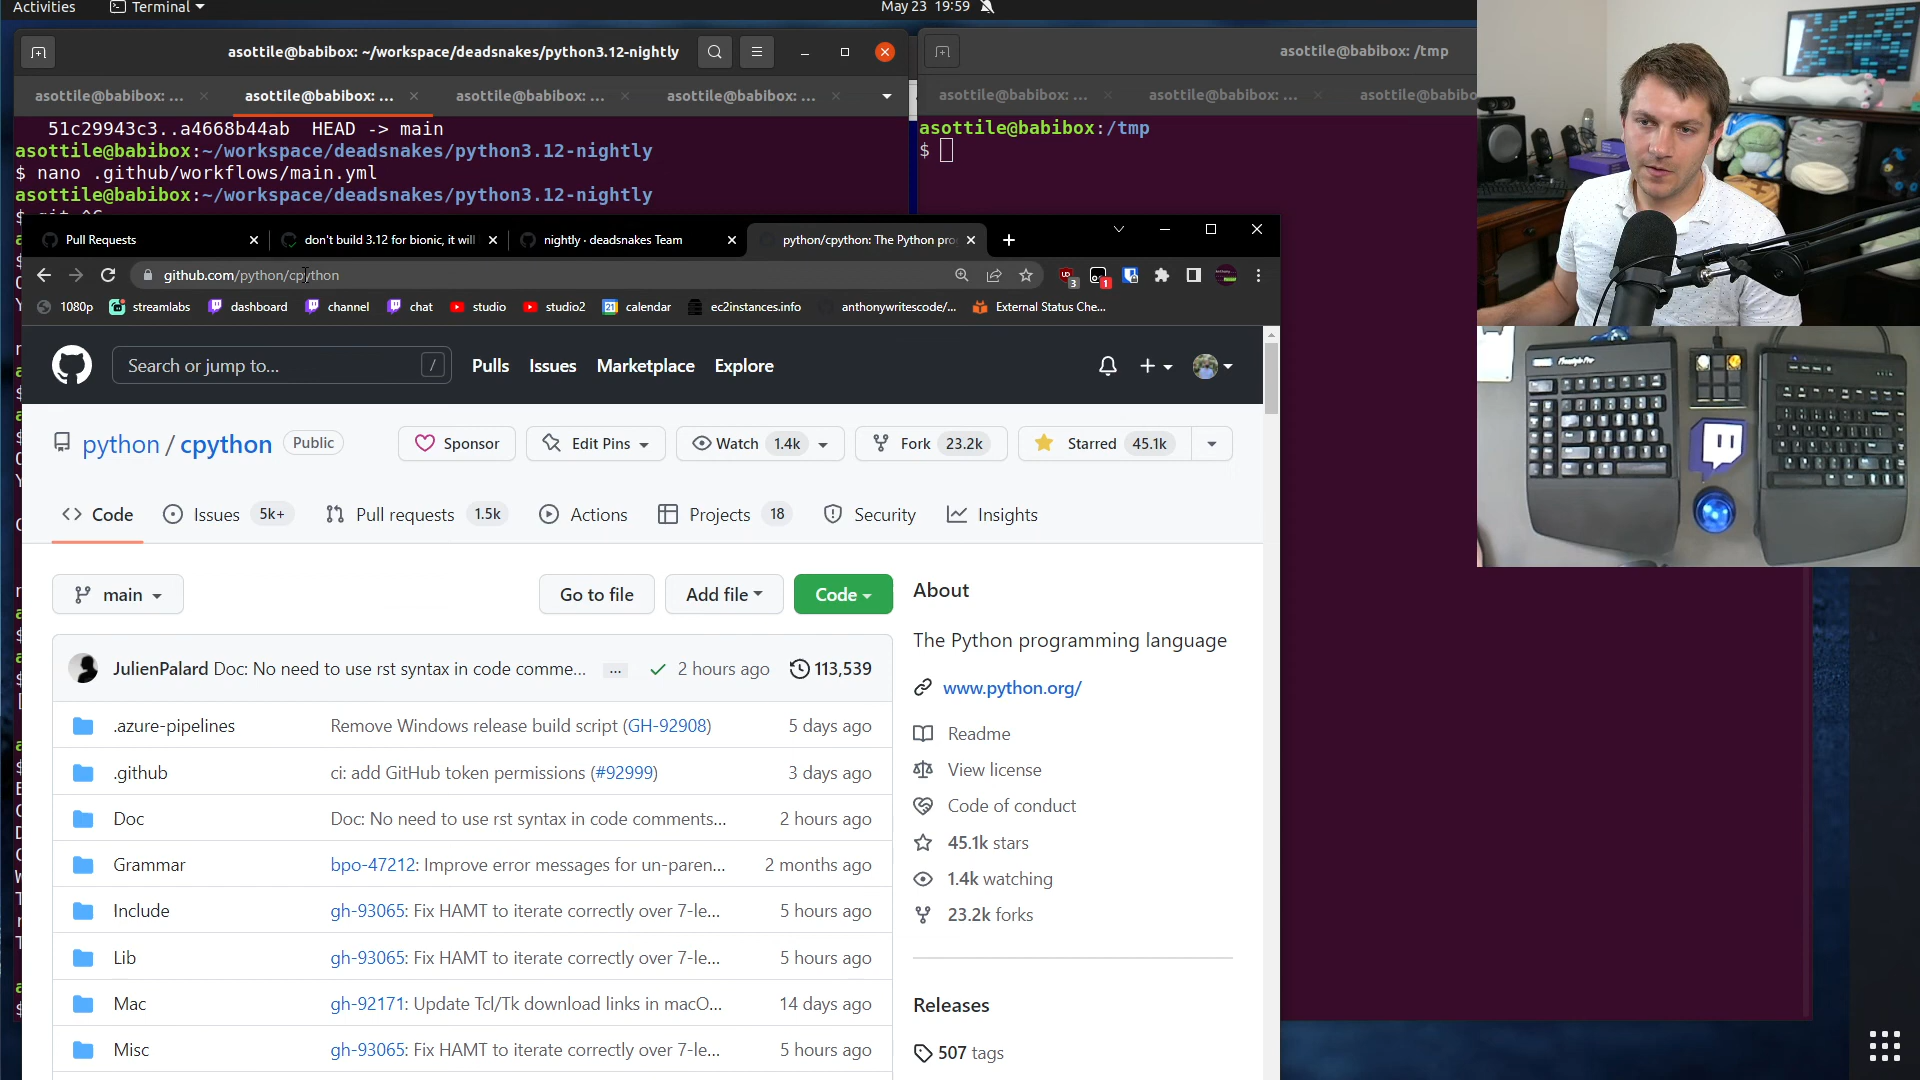 Activities
Terminal
May 23 19:59
asottile@babibox: ~/workspace/deadsnakes/python3.12-nightly
asottile@babibox: /tmp
asottile@babibox: ...
asottile@babibox: ...
asottile@babibox: ...
asottile@babibox: ...
asottile@babibox: ...
asottile@babibox: ...
asottile@babibo
51c29943c3..a4668b44ab HEAD -> main
asottile@babibox:~/workspace/deadsnakes/python3.12-nightly
$ nano .github/workflows/main.yml
asottile@babibox:~/workspace/deadsnakes/python3.12-nightly
asottile@babibox:/tmp
$
Pull Requests
don't build 3.12 for bionic, it will
nightly · deadsnakes Team
python/cpython: The Python pro
github.com/python/cpython
3
1
1080p
streamlabs
dashboard
channel
chat
studio
studio2
21
calendar
ec2instances.info
anthonywritescode/...
External Status Che...
Search or jump to...
/
Pulls
Issues
Marketplace
Explore
python / cpython
Public
Sponsor
Edit Pins
Watch 1.4k
Fork 23.2k
Starred 45.1k
Code
Issues 5k+
Pull requests 1.5k
Actions
Projects 18
Security
Insights
main
Go to file
Add file
Code
JulienPalard Doc: No need to use rst syntax in code comme... ... 2 hours ago 113,539
.azure-pipelines Remove Windows release build script (GH-92908) 5 days ago
.github ci: add GitHub token permissions (#92999) 3 days ago
Doc Doc: No need to use rst syntax in code comments... 2 hours ago
Grammar bpo-47212: Improve error messages for un-paren... 2 months ago
Include gh-93065: Fix HAMT to iterate correctly over 7-le... 5 hours ago
Lib gh-93065: Fix HAMT to iterate correctly over 7-le... 5 hours ago
Mac gh-92171: Update Tcl/Tk download links in macO... 14 days ago
Misc gh-93065: Fix HAMT to iterate correctly over 7-le... 5 hours ago
About
The Python programming language
www.python.org/
Readme
View license
Code of conduct
45.1k stars
1.4k watching
23.2k forks
Releases
507 tags